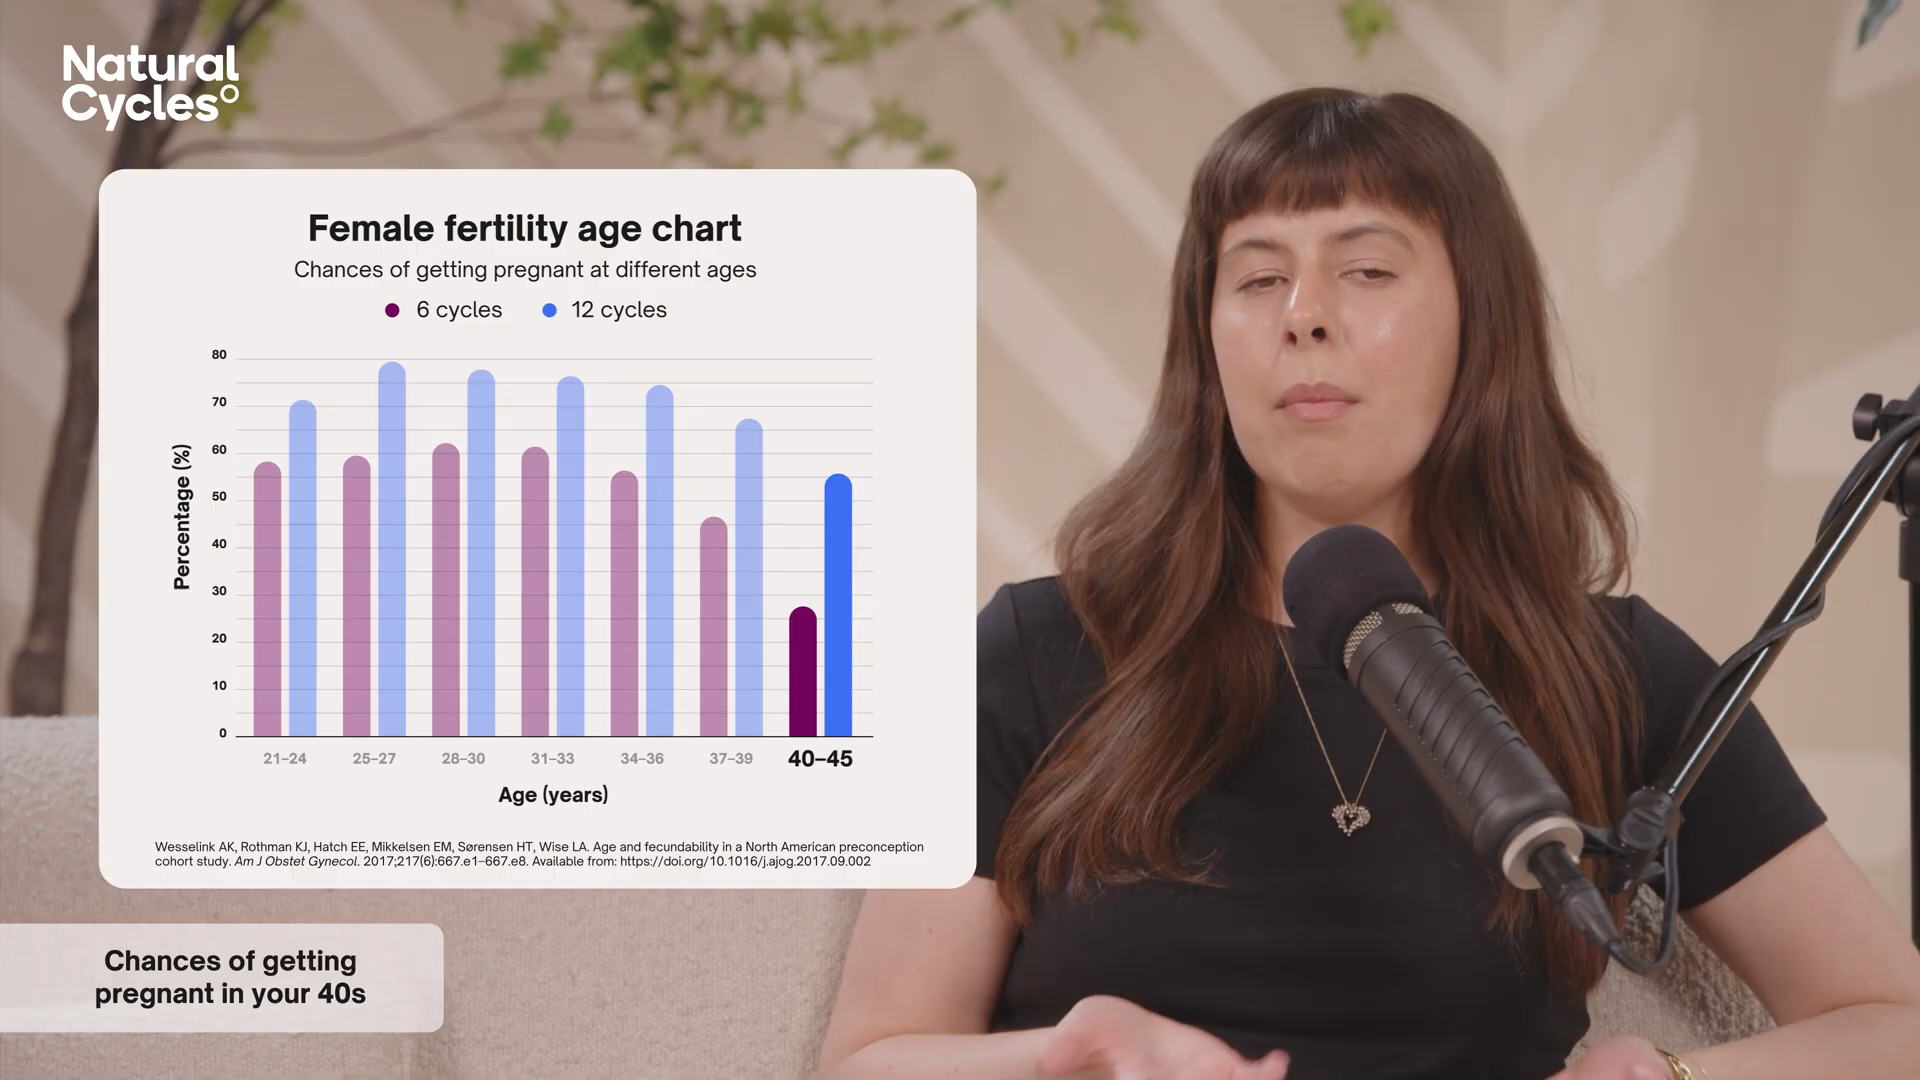 Natural
Cycles°
Female fertility age chart
Chances of getting pregnant at different ages
6 cycles 12 cycles
80
70
60
50
40
30
20
10
0
Percentage (%)
21–24 25–27 28–30 31–33 34–36 37–39 40–45
Age (years)
Wesselink AK, Rothman KJ, Hatch EE, Mikkelsen EM, Sørensen HT, Wise LA. Age and fecundability in a North American preconception
cohort study. Am J Obstet Gynecol. 2017;217(6):667.e1–667.e8. Available from: https://doi.org/10.1016/j.ajog.2017.09.002
Chances of getting
pregnant in your 40s